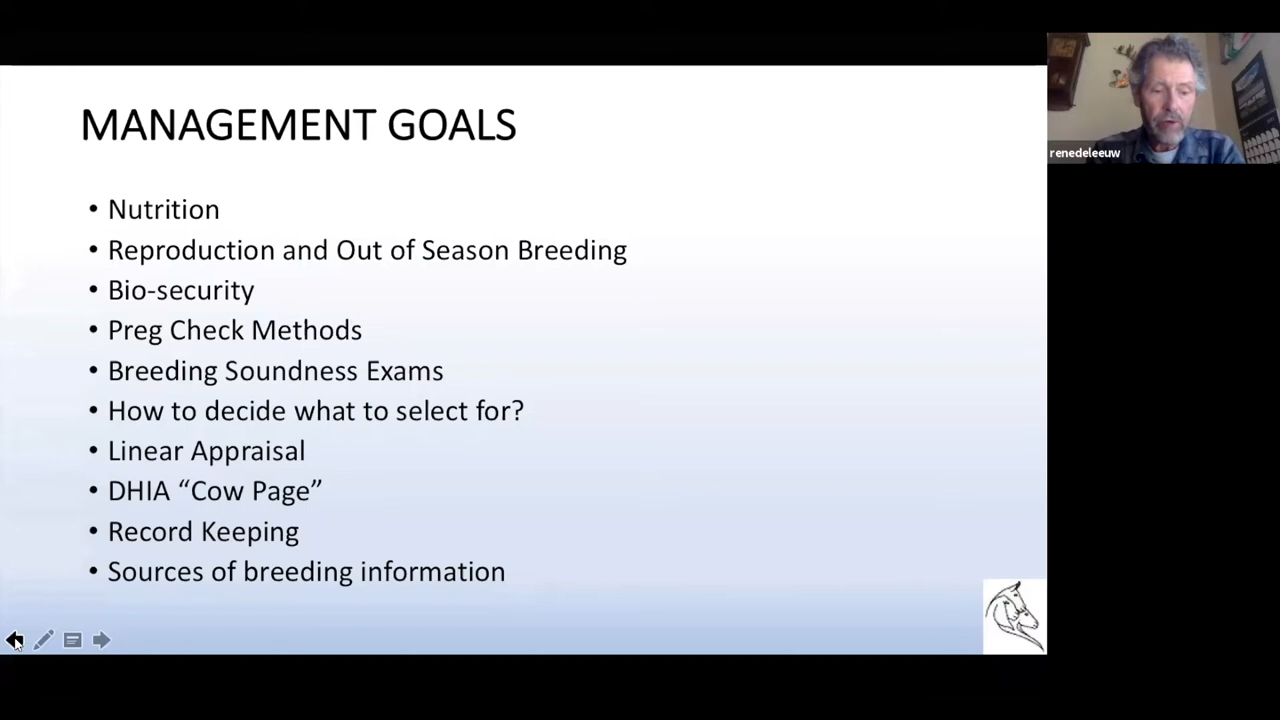 MANAGEMENT GOALS
• Nutrition
• Reproduction and Out of Season Breeding
• Bio-security
• Preg Check Methods
• Breeding Soundness Exams
• How to decide what to select for?
• Linear Appraisal
• DHIA “Cow Page”
• Record Keeping
• Sources of breeding information
renedeleeuw